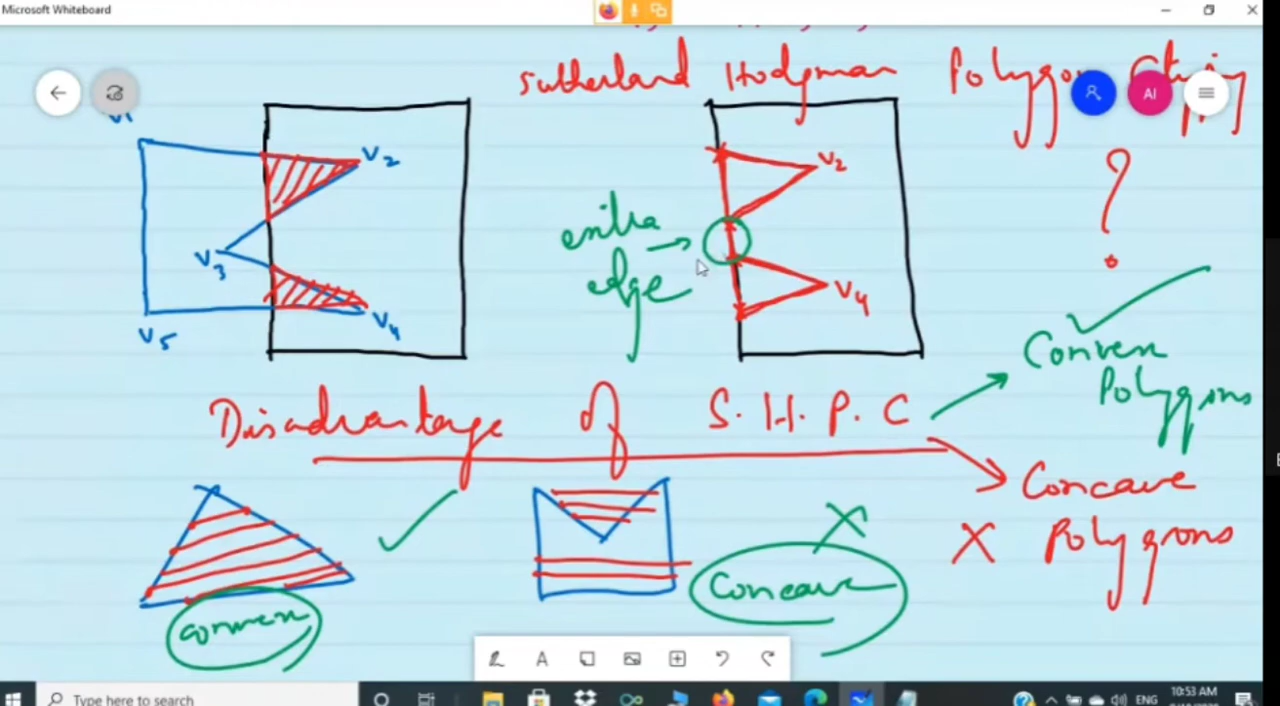 Microsoft Whiteboard
Sutherland Hodgman Polygon
AI
V2
V3
V4
V5
extra
edge
V2
V4
?
Convex
Polygons
Disadvantage of S.H.P.C
Concave
X Polygons
X
Convex
Concave
A
Type here to search
ENG
10:53 AM